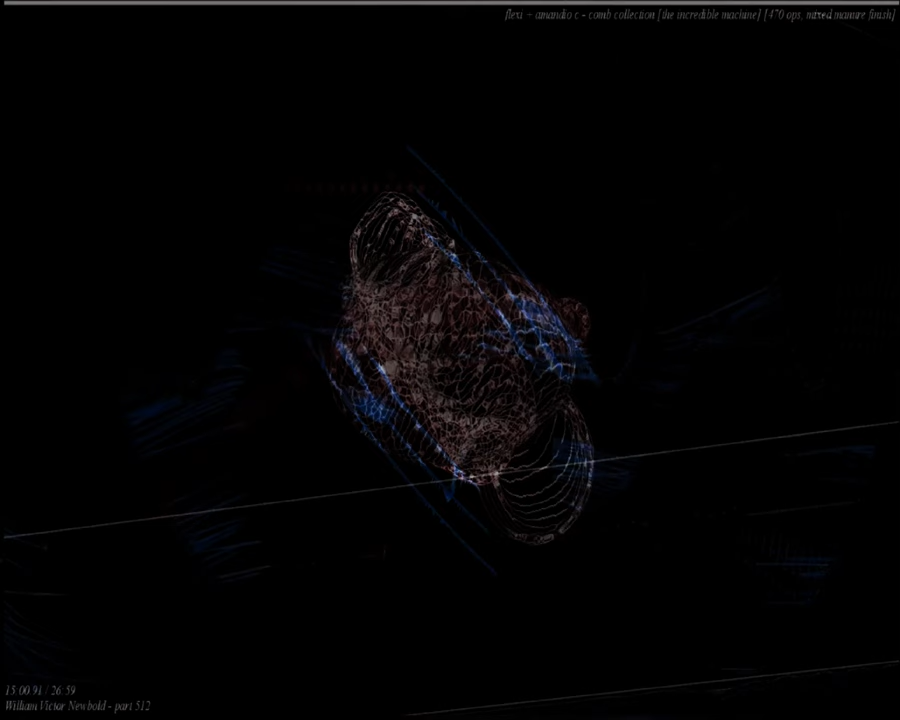 flexi ~ amandio c - comb collection [the incredible machine] [470 ops, mixed manure finish]
15 00 91 / 26 59
William Victor Newbold - part 512